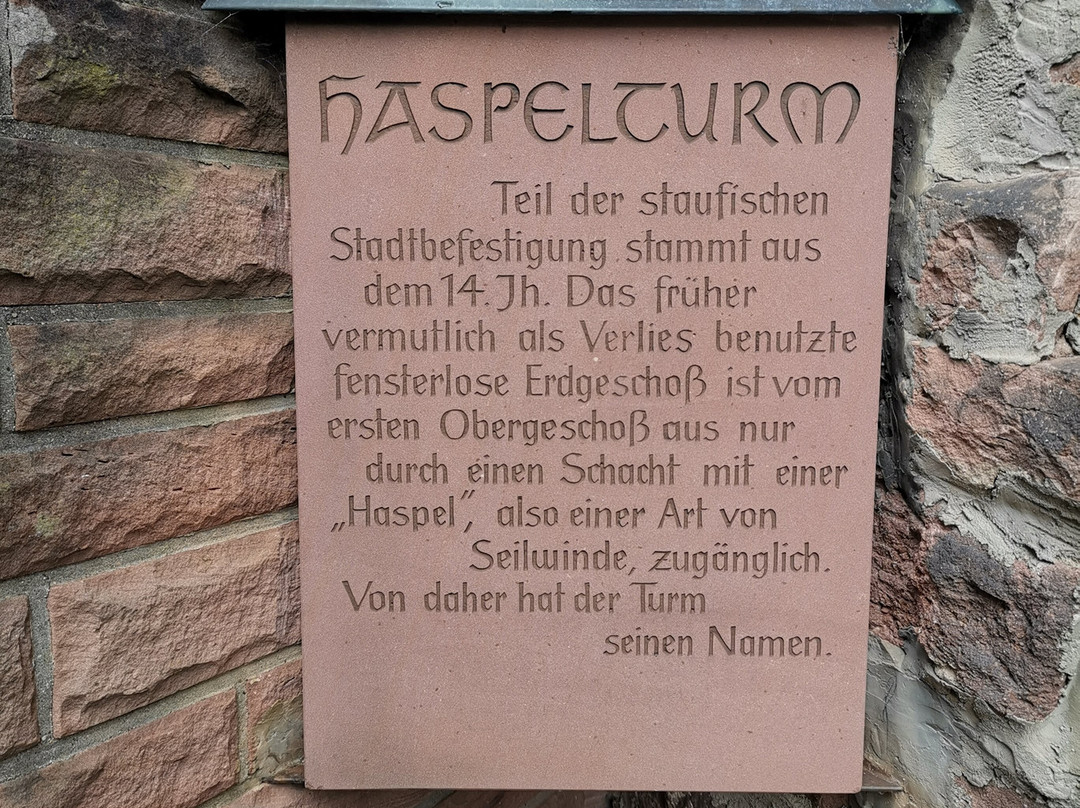 HASPELTURM
Teil der staufischen
Stadtbefestigung stammt aus
dem 14. Jh. Das früher
vermutlich als Verlies benutzte
fensterlose Erdgeschoß ist vom
ersten Obergeschoß aus nur
durch einen Schacht mit einer
„Haspel”, also einer Art von
Seilwinde, zugänglich.
Von daher hat der Turm
seinen Namen.